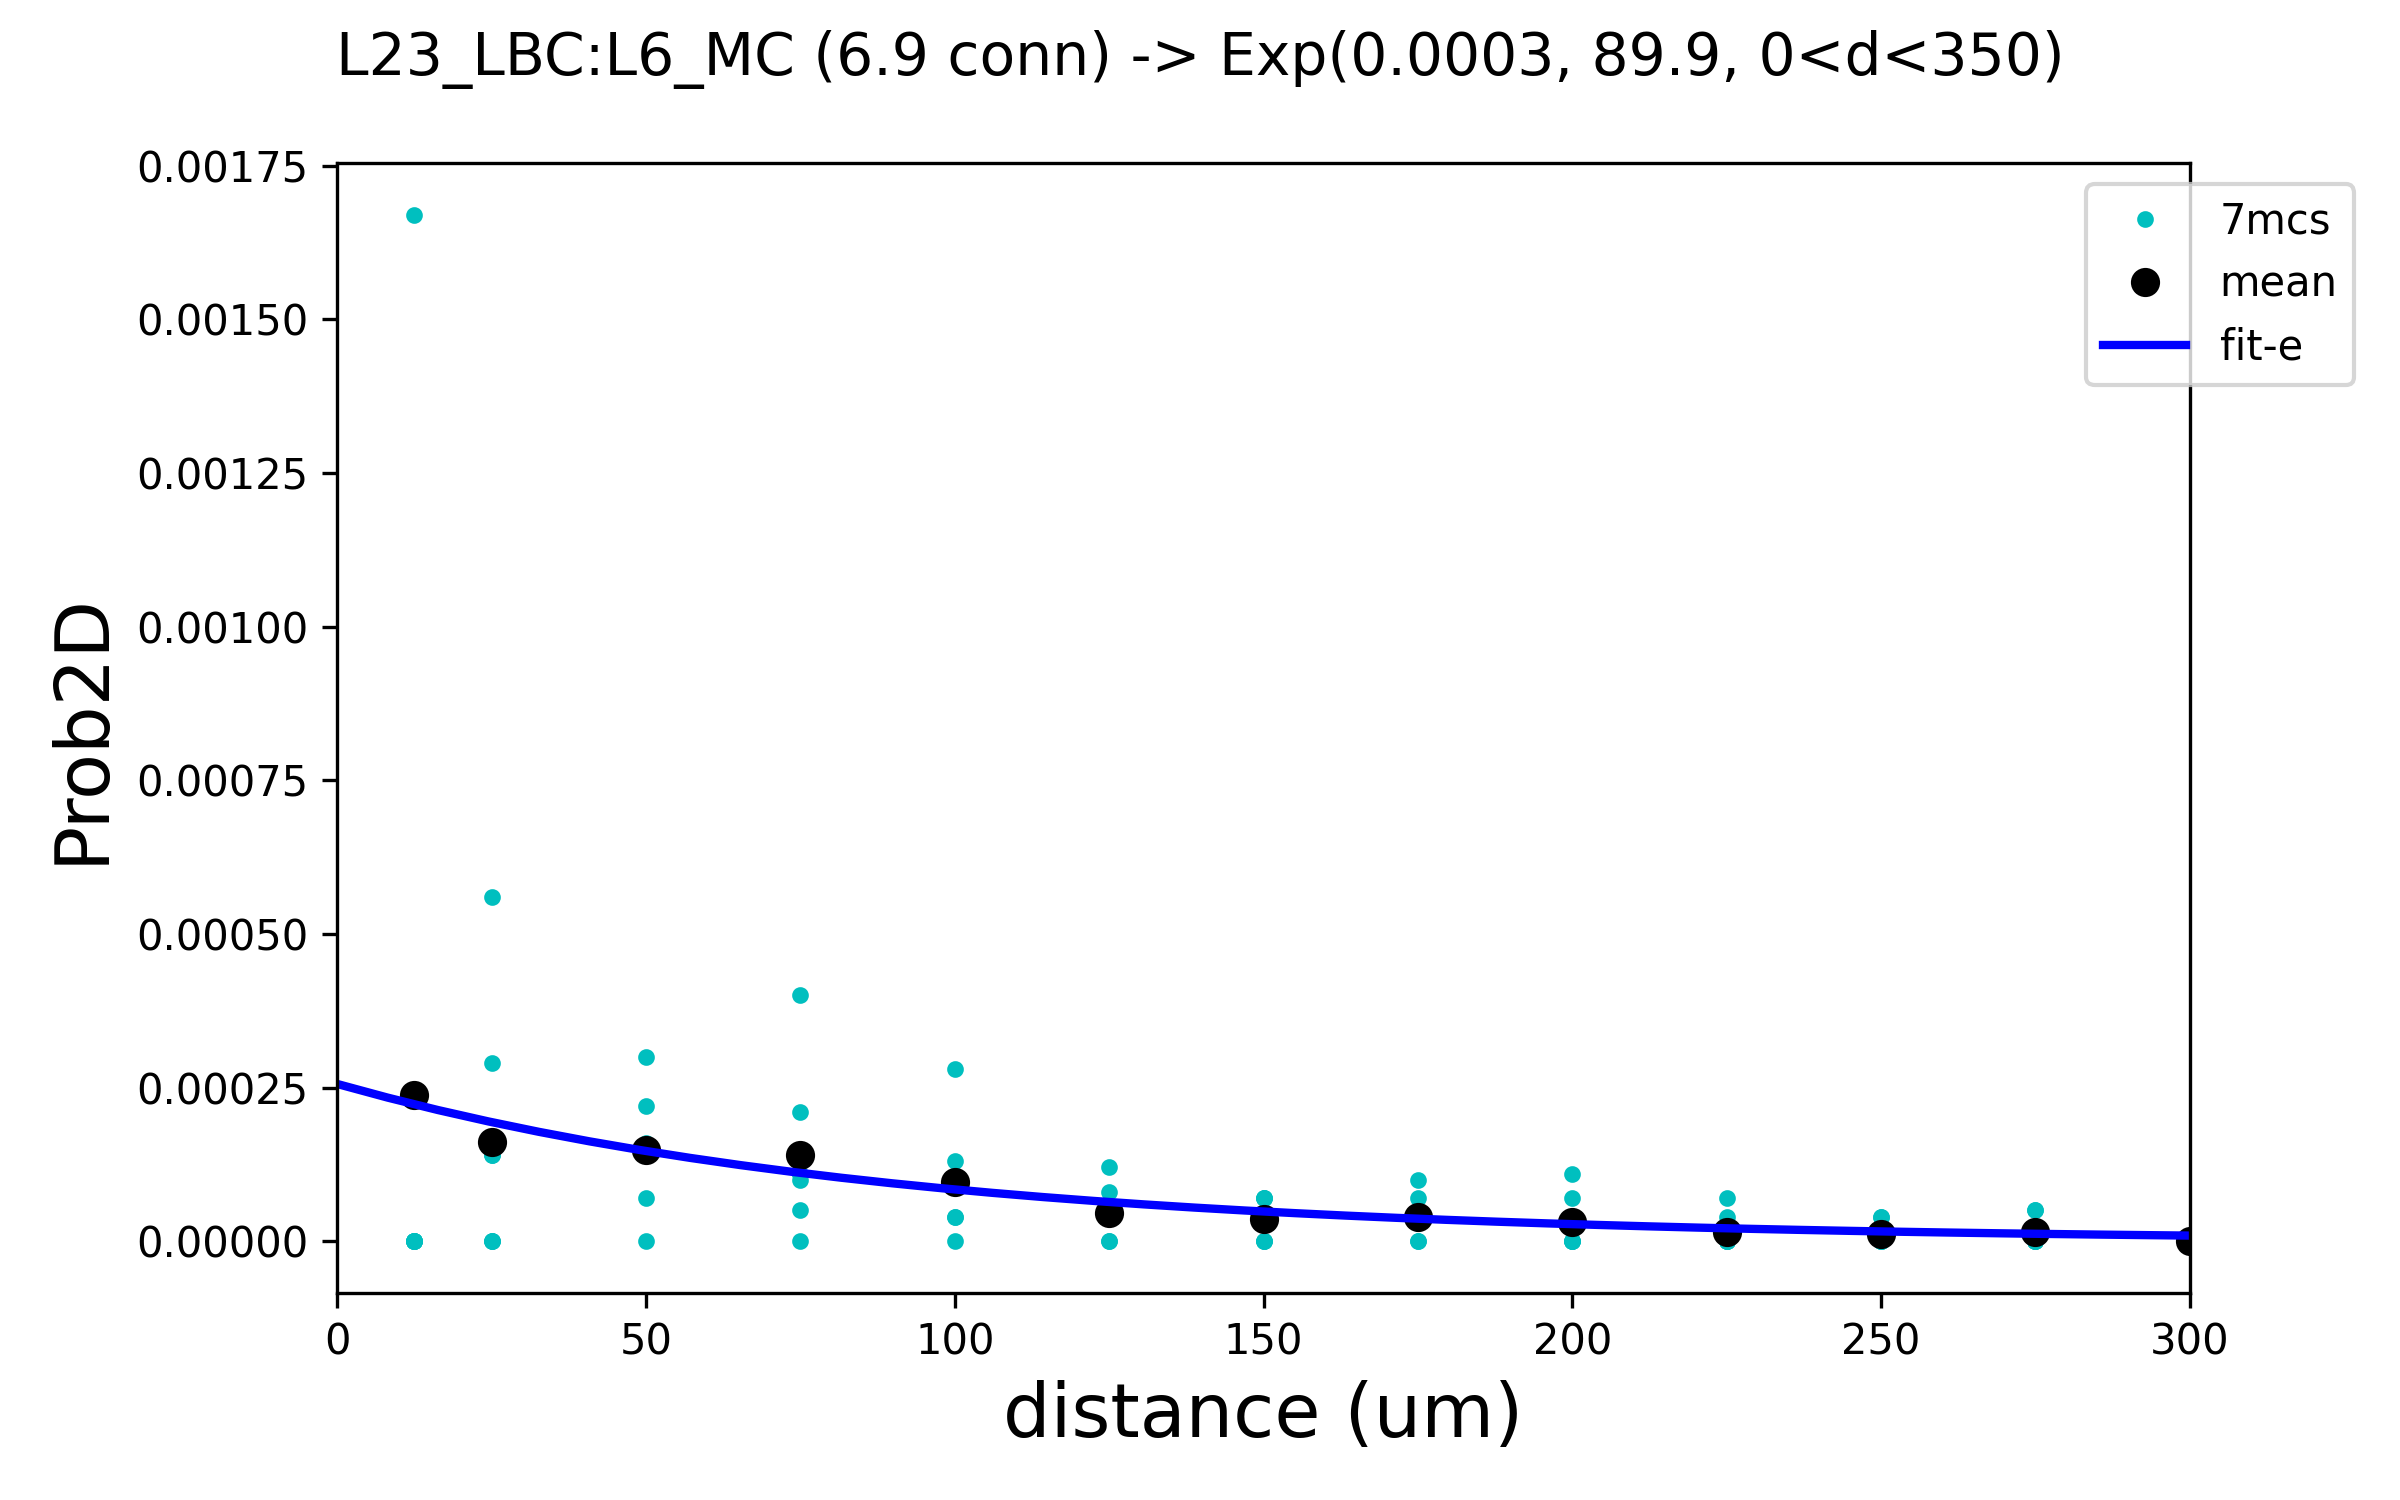 L23_LBC:L6_MC (6.9 conn) -> Exp(0.0003, 89.9, 0<d<350)
0.00175
0.00150
0.00125
0.00100
0.00075
0.00050
0.00025
0.00000
Prob2D
7mcs
mean
fit-e
0 50 100 150 200 250 300
distance (um)